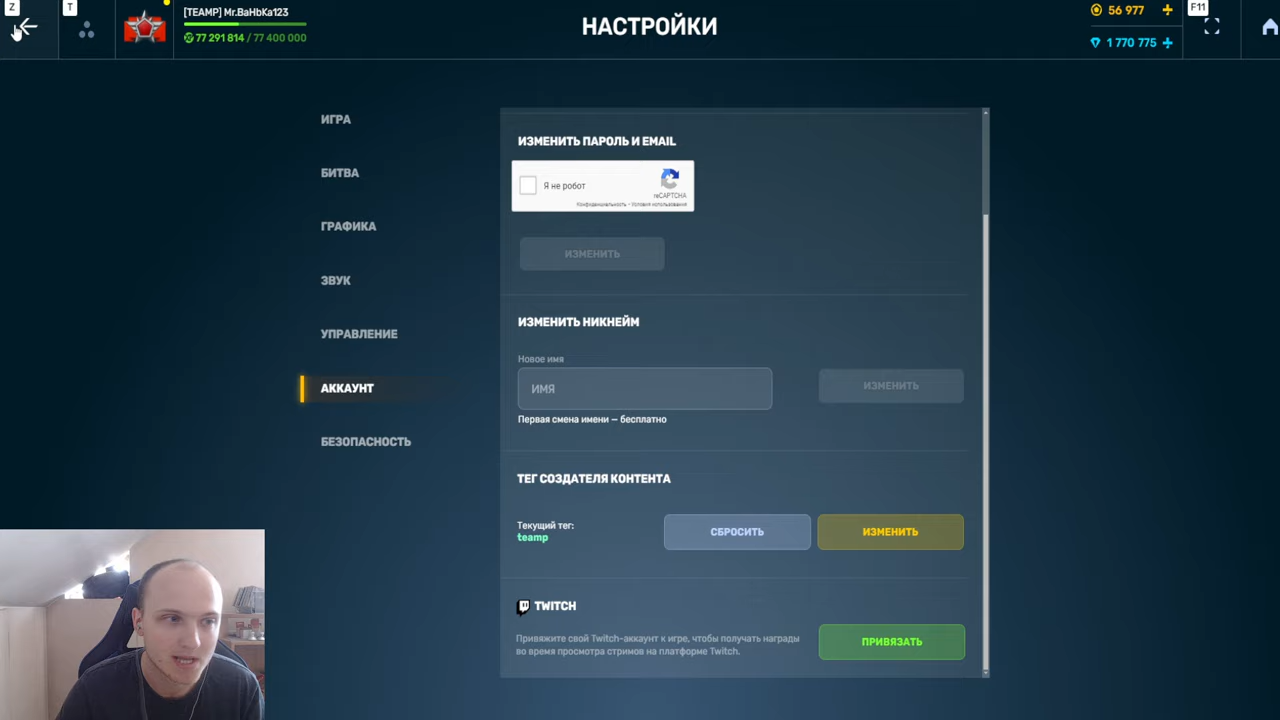 Z
T
[TEAMP] Mr.BaHbKa123
77 291 814 / 77 400 000
НАСТРОЙКИ
56 977
1 770 775
F11
ИГРА
БИТВА
ГРАФИКА
ЗВУК
УПРАВЛЕНИЕ
АККАУНТ
БЕЗОПАСНОСТЬ
ИЗМЕНИТЬ ПАРОЛЬ И EMAIL
Я не робот
reCAPTCHA
Конфиденциальность - Условия использования
ИЗМЕНИТЬ
ИЗМЕНИТЬ НИКНЕЙМ
Новое имя
ИМЯ
ИЗМЕНИТЬ
Первая смена имени — бесплатно
ТЕГ СОЗДАТЕЛЯ КОНТЕНТА
Текущий тег:
teamp
СБРОСИТЬ
ИЗМЕНИТЬ
TWITCH
Привяжите свой Twitch-аккаунт к игре, чтобы получать награды
во время просмотра стримов на платформе Twitch.
ПРИВЯЗАТЬ